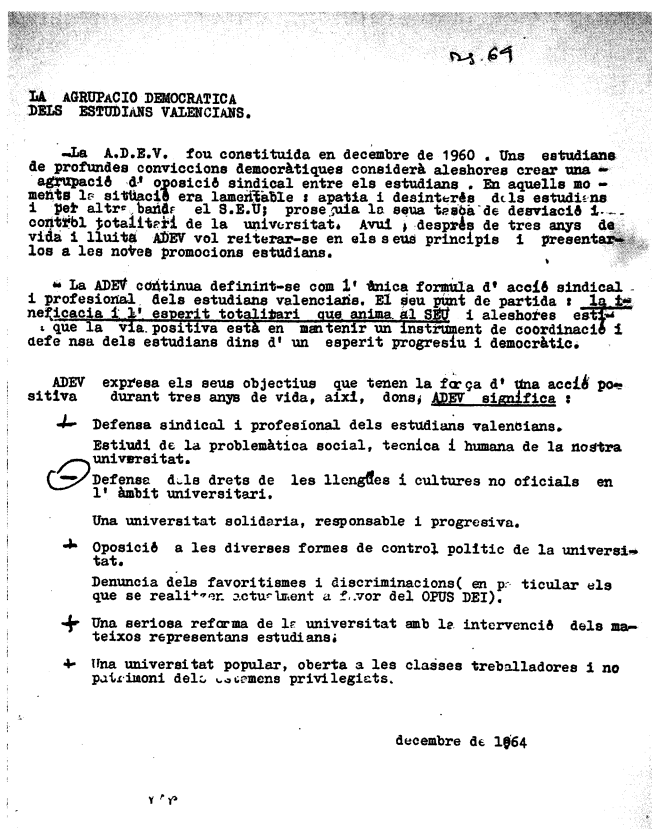 LA AGRUPACIO DEMOCRATICA
DELS ESTUDIANS VALENCIANS.
-La A.D.E.V. fou constituida en decembre de 1960 . Uns estudians
de profundes conviccions democràtiques considerà aleshores crear una -
agrupació d' oposició sindical entre els estudians . En aquells mo -
ments la situació era lamentable : apatia i desinterés dels estudiens
i per altre banda el S.E.U; proseguia la seua tasca de desviació i
control totalitari de la universitat. Avui , després de tres anys de
vida i lluita ADEV vol reiterar-se en els seus principis i presentar-
los a les noves promocions estudians.
- La ADEV continua definint-se com l' ùnica formula d' acció sindical -
i profesional dels estudians valencians. El seu punt de partida : la i-
neficacia i l' esperit totalitari que anima al SEU i aleshores esti-
que la via positiva està en mantenir un instrument de coordinació i
defe nsa dels estudians dins d' un esperit progresiu i democràtic.
ADEV expresa els seus objectius que tenen la força d' una acció po-
sitiva durant tres anys de vida, aixi, dons, ADEV significa :
+ Defensa sindical i profesional dels estudians valencians.
Estiudi de la problemàtica social, tecnica i humana de la nostra
universitat.
- Defensa dels drets de les llengües i cultures no oficials en
l' àmbit universitari.
Una universitat solidaria, responsable i progresiva.
+ Oposició a les diverses formes de control politic de la universi-
tat.
Denuncia dels favoritismes i discriminacions( en particular els
que se realitzen actualment a favor del OPUS DEI).
+ Una seriosa reforma de la universitat amb la intervenció dels ma-
teixos representans estudians;
+ Una universitat popular, oberta a les classes treballadores i no
patrimoni dels estemens privilegiats.
decembre de 1964